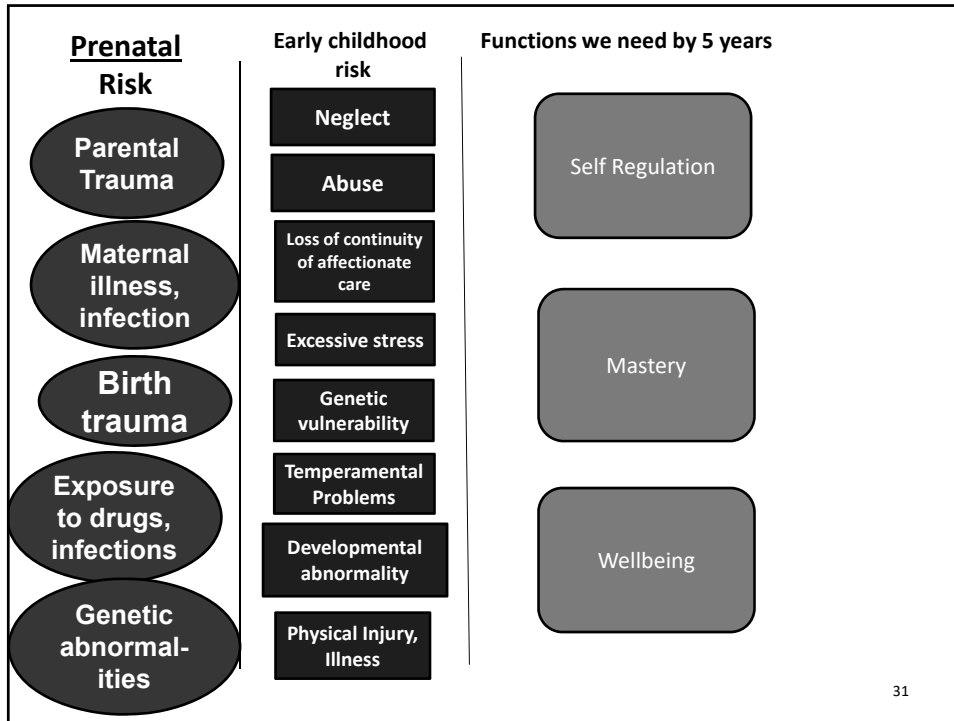 Prenatal
Risk
Parental
Trauma
Maternal
illness,
infection
Birth
trauma
Exposure
to drugs,
infections
Genetic
abnormal-
ities
Early childhood
risk
Neglect
Abuse
Loss of continuity
of affectionate
care
Excessive stress
Genetic
vulnerability
Temperamental
Problems
Developmental
abnormality
Physical Injury,
Illness
Functions we need by 5 years
Self Regulation
Mastery
Wellbeing
31